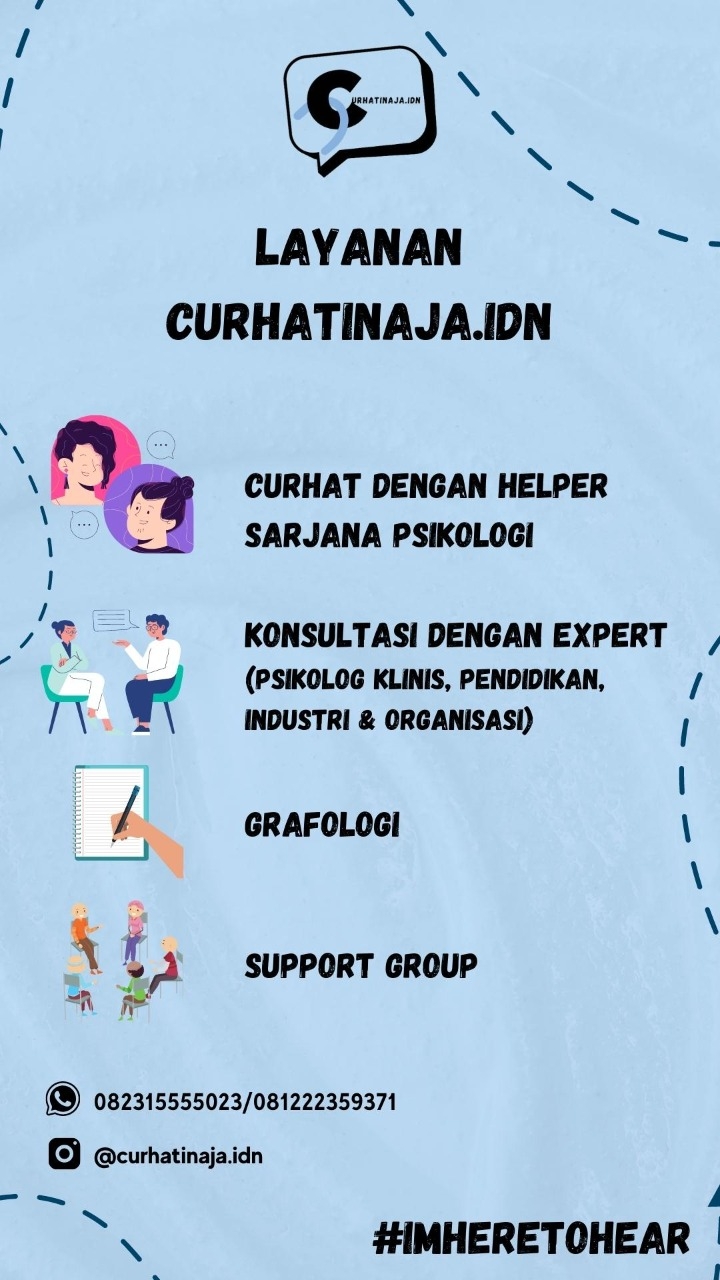 CURHATINAJA.IDN
LAYANAN
CURHATINAJA.IDN
CURHAT DENGAN HELPER
SARJANA PSIKOLOGI
KONSULTASI DENGAN EXPERT
(PSIKOLOG KLINIS, PENDIDIKAN,
INDUSTRI & ORGANISASI)
GRAFOLOGI
SUPPORT GROUP
082315555023/081222359371
@curhatinaja.idn
#IMHERETOHEAR